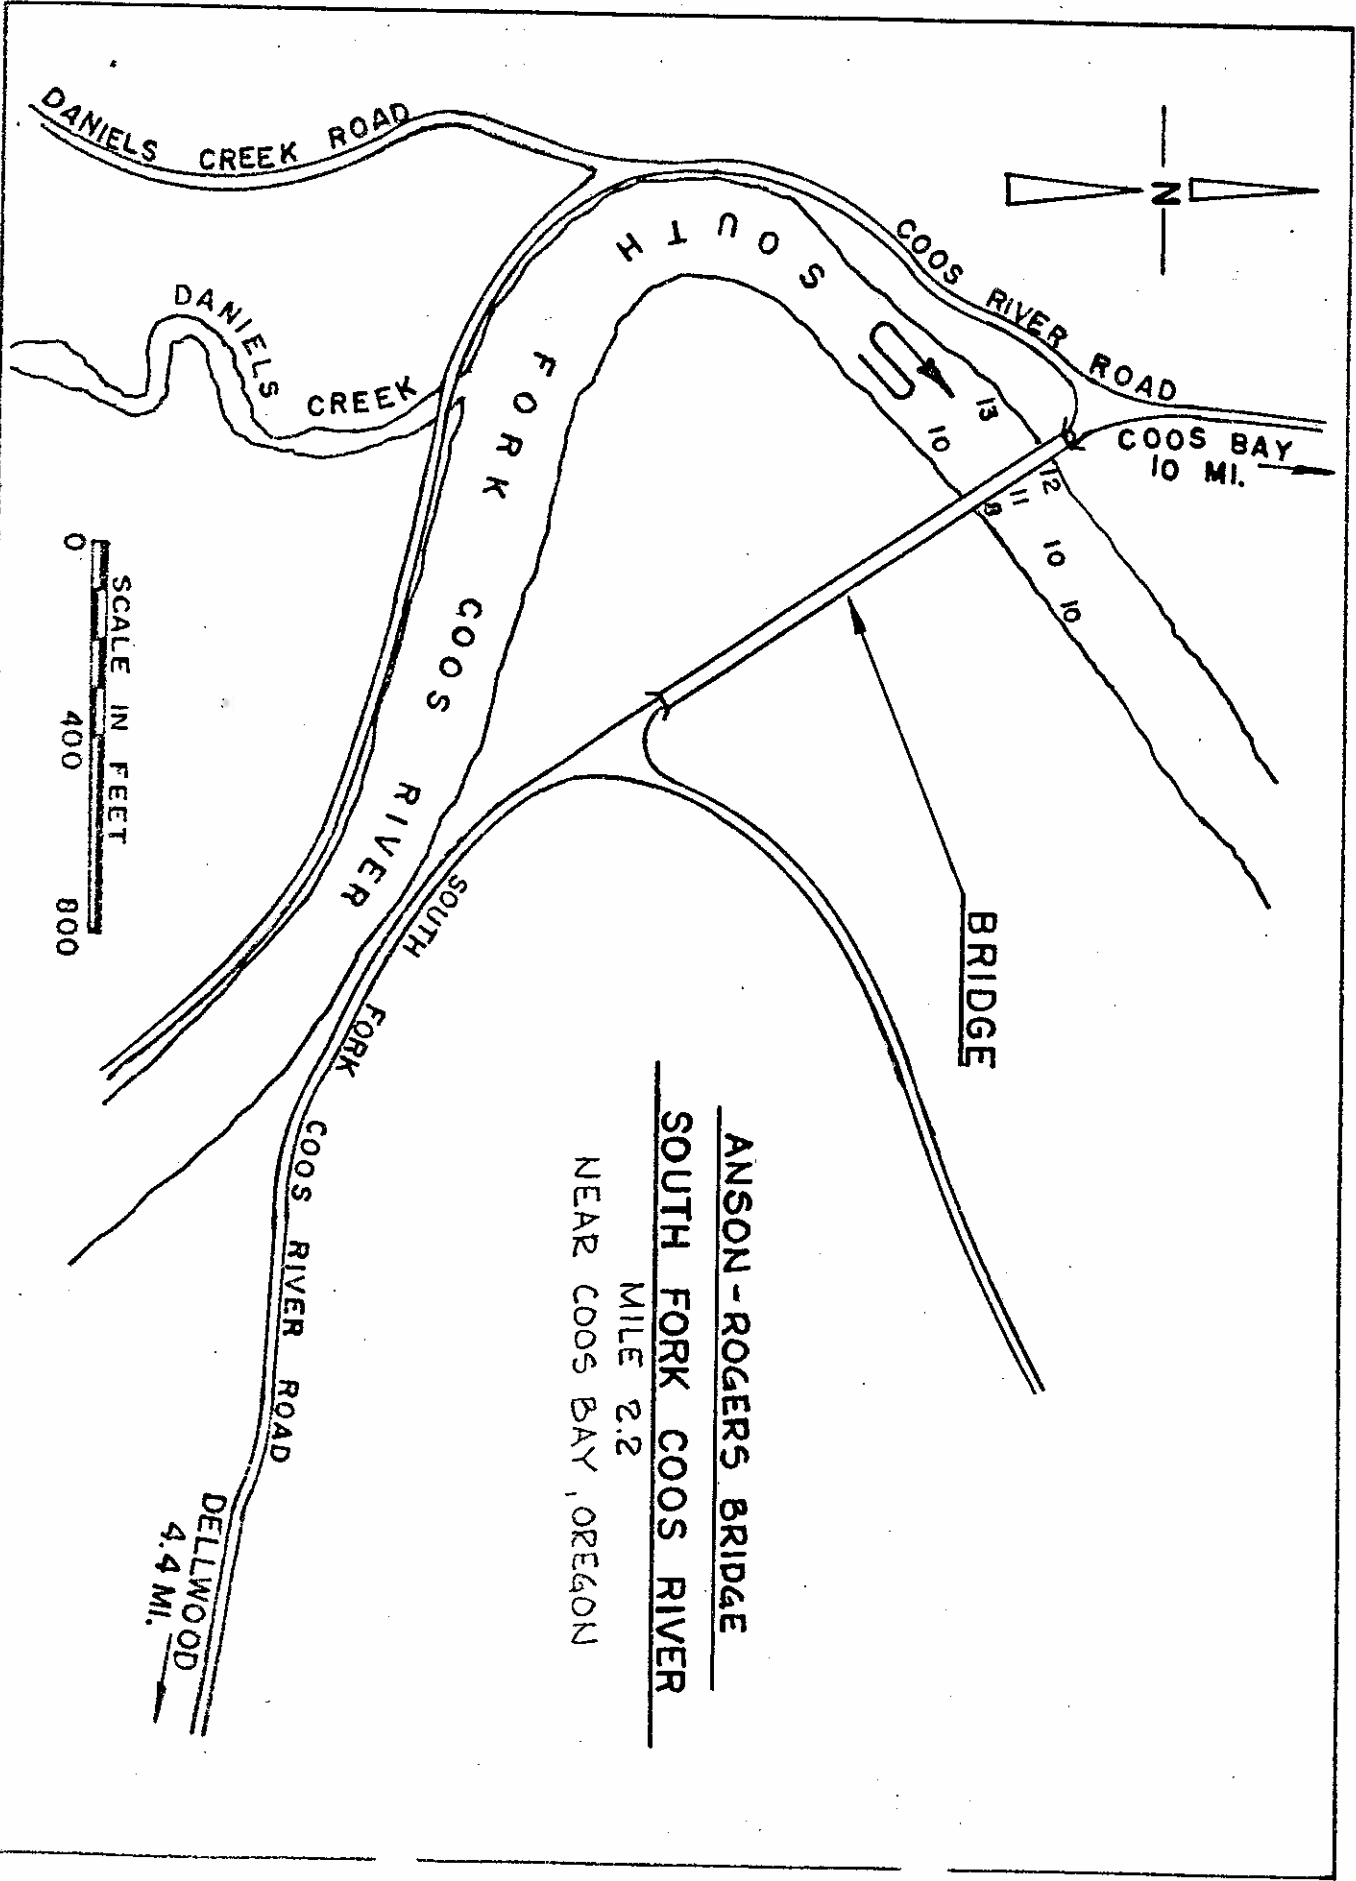 N
DANIELS CREEK ROAD
COOS RIVER ROAD
COOS BAY
10 MI.
DANIELS CREEK
SOUTH FORK COOS RIVER
13
10
12
11
8
10
10
BRIDGE
SOUTH FORK COOS RIVER ROAD
DELLWOOD
4.4 MI.
SCALE IN FEET
0 400 800
ANSON-ROGERS BRIDGE
SOUTH FORK COOS RIVER
MILE 2.2
NEAR COOS BAY, OREGON